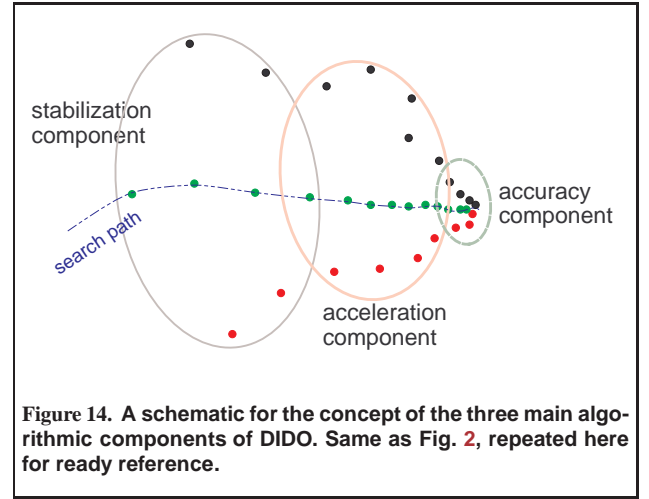 stabilization
component
accuracy
component
search path
acceleration
component
Figure 14. A schematic for the concept of the three main algo-
rithmic components of DIDO. Same as Fig. 2, repeated here
for ready reference.